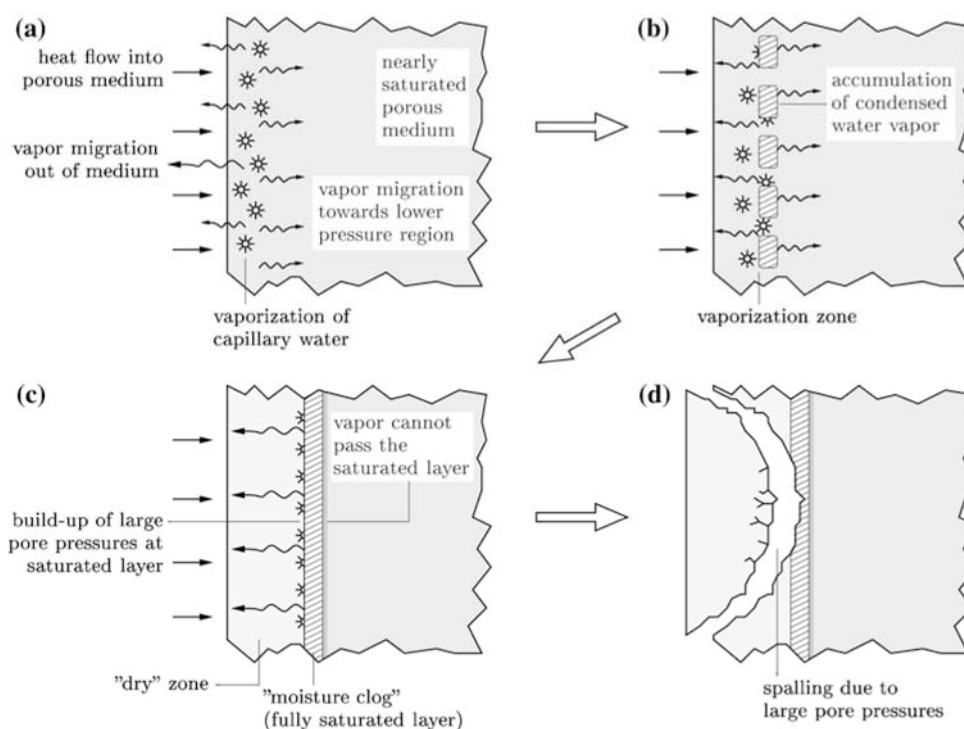 (a)
heat flow into
porous medium
vapor migration
out of medium
nearly
saturated
porous
medium
vapor migration
towards lower
pressure region
vaporization of
capillary water
(b)
accumulation
of condensed
water vapor
vaporization zone
(c)
vapor cannot
pass the
saturated layer
build-up of large
pore pressures at
saturated layer
"dry" zone
"moisture clog"
(fully saturated layer)
(d)
spalling due to
large pore pressures